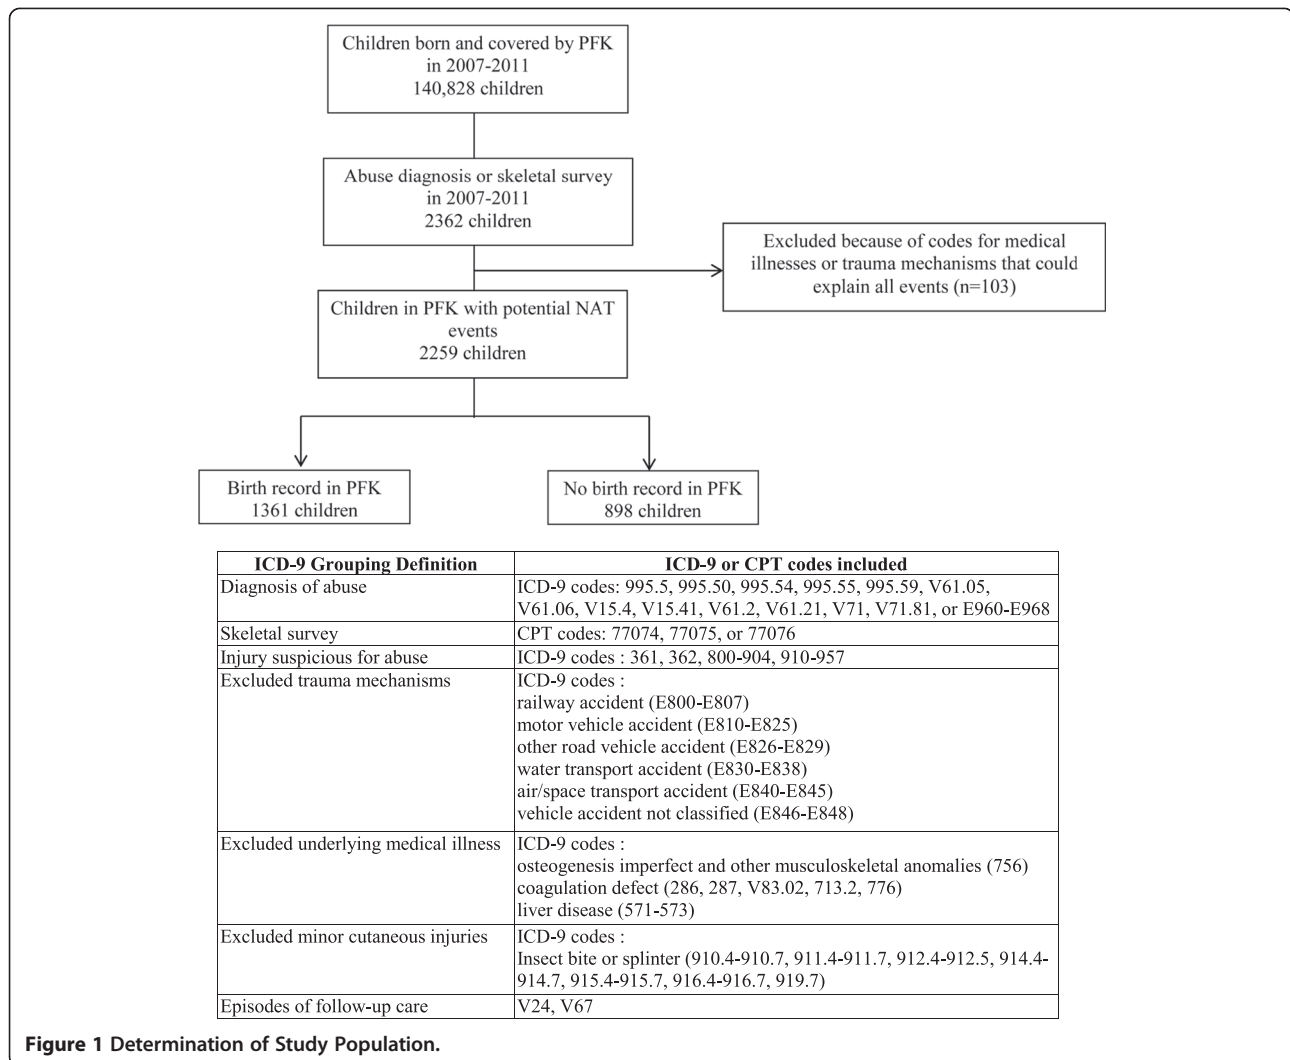 Children born and covered by PFK
in 2007-2011
140,828 children
Abuse diagnosis or skeletal survey
in 2007-2011
2362 children
Excluded because of codes for medical
illnesses or trauma mechanisms that could
explain all events (n=103)
Children in PFK with potential NAT
events
2259 children
Birth record in PFK
1361 children
No birth record in PFK
898 children
ICD-9 Grouping Definition
ICD-9 or CPT codes included
Diagnosis of abuse
ICD-9 codes: 995.5, 995.50, 995.54, 995.55, 995.59, V61.05,
V61.06, V15.4, V15.41, V61.2, V61.21, V71, V71.81, or E960-E968
Skeletal survey
CPT codes: 77074, 77075, or 77076
Injury suspicious for abuse
ICD-9 codes : 361, 362, 800-904, 910-957
Excluded trauma mechanisms
ICD-9 codes :
railway accident (E800-E807)
motor vehicle accident (E810-E825)
other road vehicle accident (E826-E829)
water transport accident (E830-E838)
air/space transport accident (E840-E845)
vehicle accident not classified (E846-E848)
Excluded underlying medical illness
ICD-9 codes :
osteogenesis imperfect and other musculoskeletal anomalies (756)
coagulation defect (286, 287, V83.02, 713.2, 776)
liver disease (571-573)
Excluded minor cutaneous injuries
ICD-9 codes :
Insect bite or splinter (910.4-910.7, 911.4-911.7, 912.4-912.5, 914.4-
914.7, 915.4-915.7, 916.4-916.7, 919.7)
Episodes of follow-up care
V24, V67
Figure 1 Determination of Study Population.